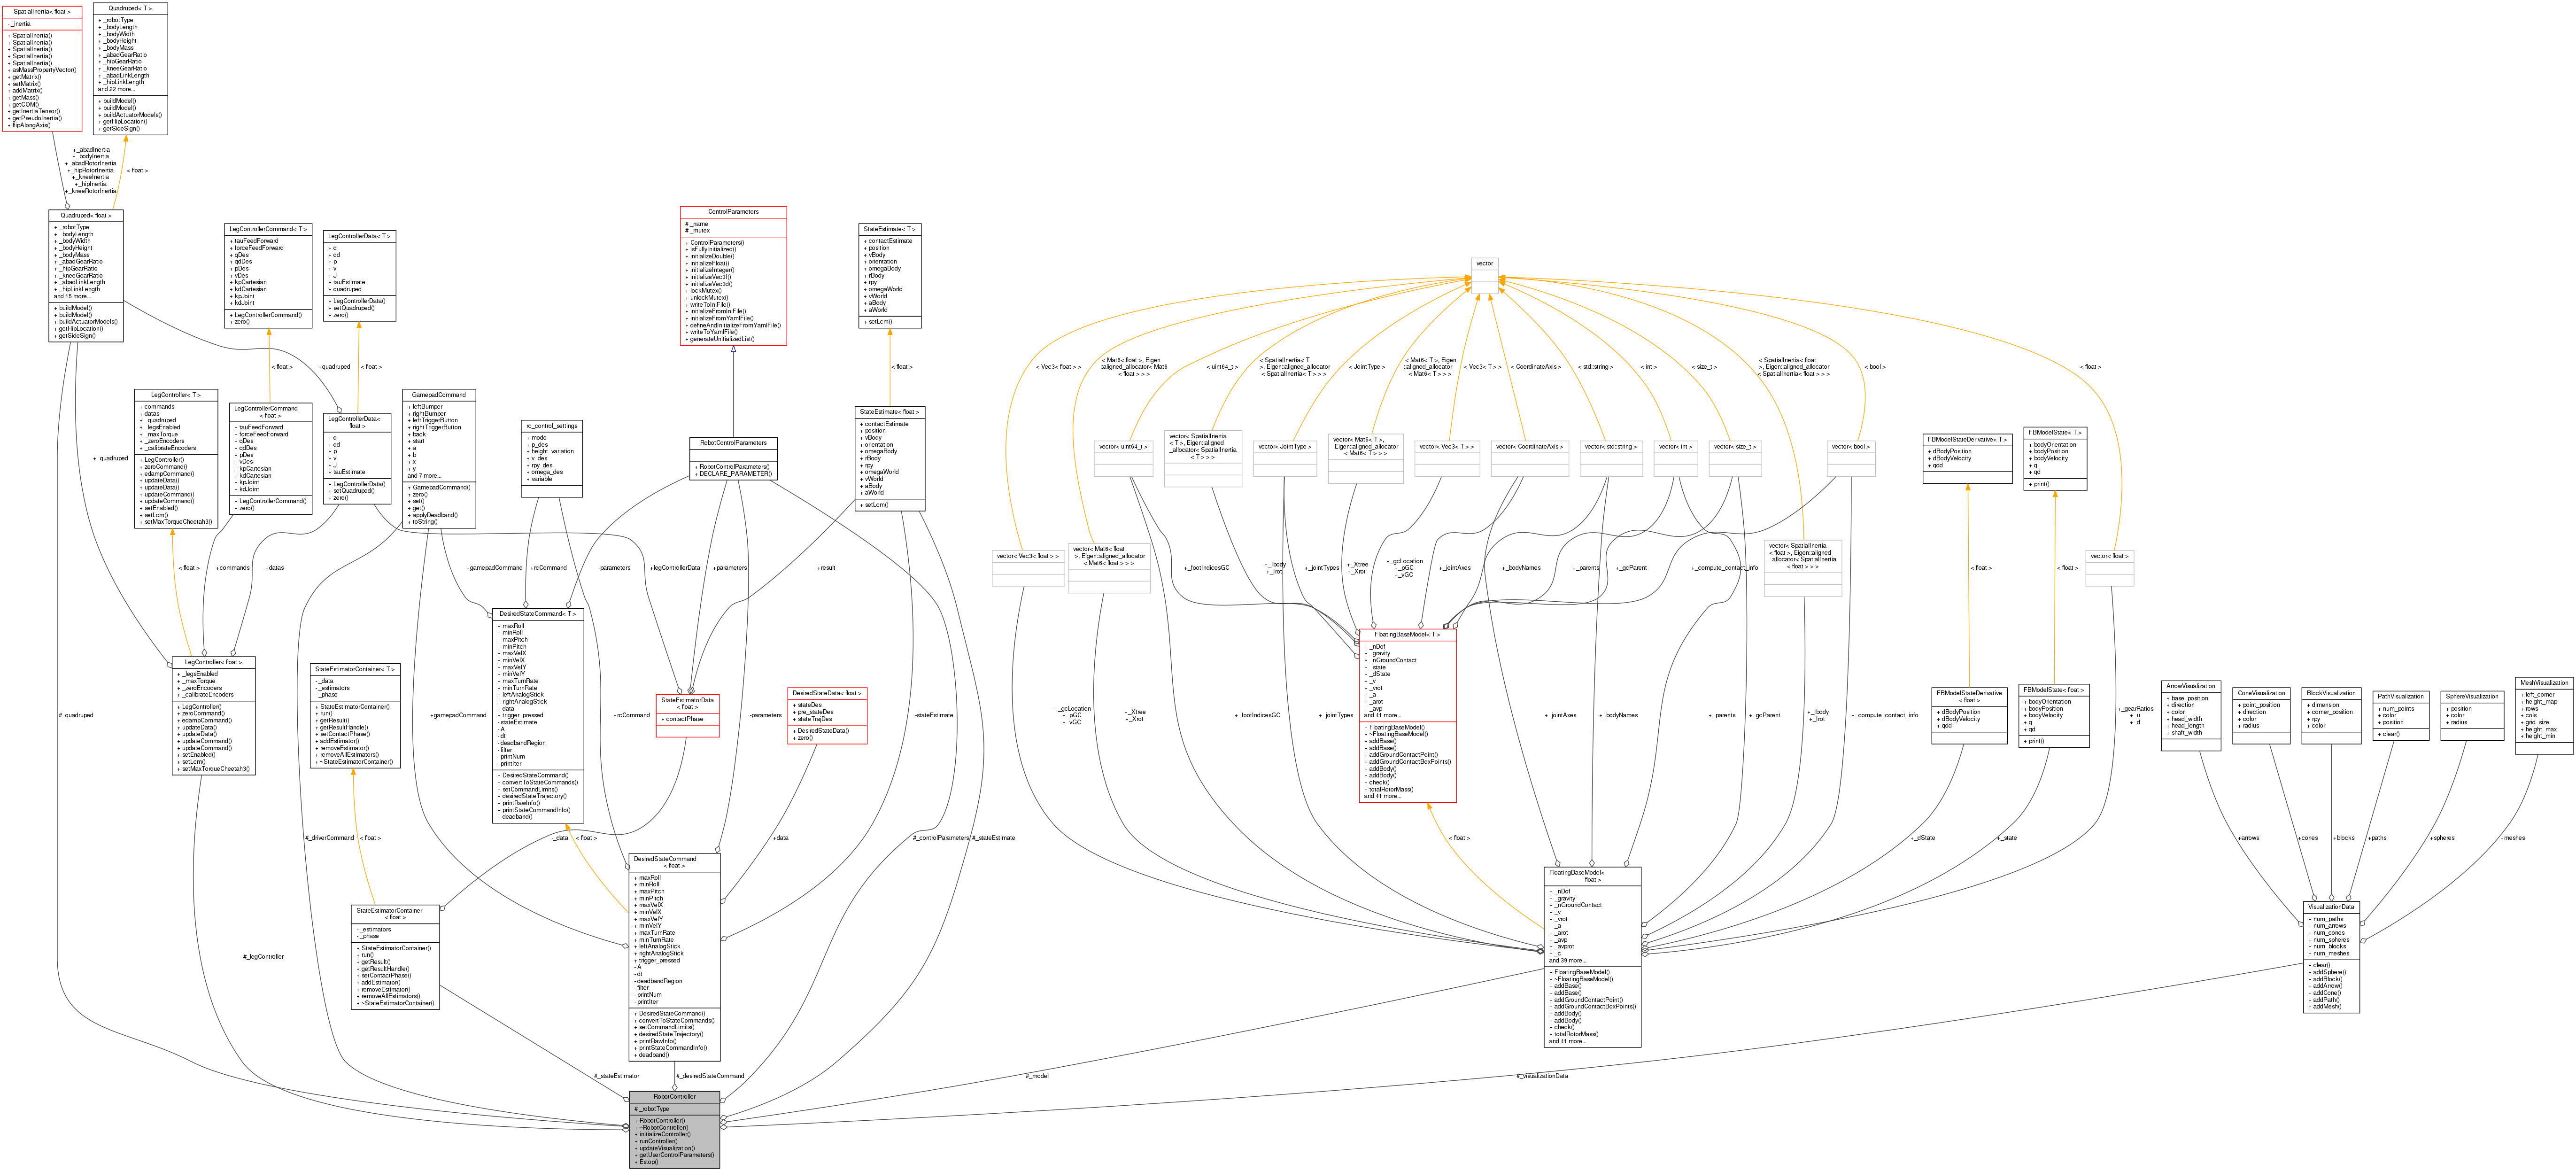 SpatialInertia< float >
- _inertia
+ SpatialInertia()
+ SpatialInertia()
+ SpatialInertia()
+ SpatialInertia()
+ SpatialInertia()
+ asMassPropertyVector()
+ getMatrix()
+ setMatrix()
+ addMatrix()
+ getMass()
+ getCOM()
+ getInertiaTensor()
+ getPseudoInertia()
+ flipAlongAxis()
Quadruped< T >
+ _robotType
+ _bodyLength
+ _bodyWidth
+ _bodyHeight
+ _bodyMass
+ _abadGearRatio
+ _hipGearRatio
+ _kneeGearRatio
+ _abadLinkLength
+ _hipLinkLength
and 22 more...
+ buildModel()
+ buildModel()
+ buildActuatorModels()
+ getHipLocation()
+ getSideSign()
+_abadInertia
+_bodyInertia
+_abadRotorInertia
+_hipRotorInertia
+_kneeInertia
+_hipInertia
+_kneeRotorInertia
< float >
Quadruped< float >
+ _robotType
+ _bodyLength
+ _bodyWidth
+ _bodyHeight
+ _bodyMass
+ _abadGearRatio
+ _hipGearRatio
+ _kneeGearRatio
+ _abadLinkLength
+ _hipLinkLength
and 15 more...
+ buildModel()
+ buildModel()
+ buildActuatorModels()
+ getHipLocation()
+ getSideSign()
LegControllerCommand< T >
+ tauFeedForward
+ forceFeedForward
+ qDes
+ qdDes
+ pDes
+ vDes
+ kpCartesian
+ kdCartesian
+ kpJoint
+ kdJoint
+ LegControllerCommand()
+ zero()
LegControllerData< T >
+ q
+ qd
+ p
+ v
+ J
+ tauEstimate
+ quadruped
+ LegControllerData()
+ setQuadruped()
+ zero()
ControlParameters
# _name
# _mutex
+ ControlParameters()
+ isFullyInitialized()
+ initializeDouble()
+ initializeFloat()
+ initializeInteger()
+ initializeVec3f()
+ initializeVec3d()
+ lockMutex()
+ unlockMutex()
+ writeToIniFile()
+ initializeFromIniFile()
+ initializeFromYamlFile()
+ defineAndInitializeFromYamlFile()
+ writeToYamlFile()
+ generateUnitializedList()
StateEstimate< T >
+ contactEstimate
+ position
+ vBody
+ orientation
+ omegaBody
+ rBody
+ rpy
+ omegaWorld
+ vWorld
+ aBody
+ aWorld
+ setLcm()
vector
< float >
+quadruped
< float >
< float >
< Vec3< float > >
< Mat6< float >, Eigen
::aligned_allocator< Mat6
< float > > >
< uint64_t >
< SpatialInertia< T
>, Eigen::aligned_allocator
< SpatialInertia< T > > >
< JointType >
< Mat6< T >, Eigen
::aligned_allocator
< Mat6< T > > >
< Vec3< T > >
< CoordinateAxis >
< std::string >
< int >
< size_t >
< SpatialInertia< float
>, Eigen::aligned_allocator
< SpatialInertia< float > > >
< bool >
< float >
LegController< T >
+ commands
+ datas
+ _quadruped
+ _legsEnabled
+ _maxTorque
+ _zeroEncoders
+ _calibrateEncoders
+ LegController()
+ zeroCommand()
+ edampCommand()
+ updateData()
+ updateData()
+ updateCommand()
+ updateCommand()
+ setEnabled()
+ setLcm()
+ setMaxTorqueCheetah3()
LegControllerCommand
< float >
+ tauFeedForward
+ forceFeedForward
+ qDes
+ qdDes
+ pDes
+ vDes
+ kpCartesian
+ kdCartesian
+ kpJoint
+ kdJoint
+ LegControllerCommand()
+ zero()
LegControllerData<
float >
+ q
+ qd
+ p
+ v
+ J
+ tauEstimate
+ LegControllerData()
+ setQuadruped()
+ zero()
GamepadCommand
+ leftBumper
+ rightBumper
+ leftTriggerButton
+ rightTriggerButton
+ back
+ start
+ a
+ b
+ x
+ y
and 7 more...
+ GamepadCommand()
+ zero()
+ set()
+ get()
+ applyDeadband()
+ toString()
rc_control_settings
+ mode
+ p_des
+ height_variation
+ v_des
+ rpy_des
+ omega_des
+ variable
RobotControlParameters
+ RobotControlParameters()
+ DECLARE_PARAMETER()
StateEstimate< float >
+ contactEstimate
+ position
+ vBody
+ orientation
+ omegaBody
+ rBody
+ rpy
+ omegaWorld
+ vWorld
+ aBody
+ aWorld
+ setLcm()
vector< uint64_t >
vector< SpatialInertia
< T >, Eigen::aligned
_allocator< SpatialInertia
< T > > >
vector< JointType >
vector< Mat6< T >,
Eigen::aligned_allocator
< Mat6< T > > >
vector< Vec3< T > >
vector< CoordinateAxis >
vector< std::string >
vector< int >
vector< size_t >
vector< bool >
FBModelStateDerivative< T >
+ dBodyPosition
+ dBodyVelocity
+ qdd
FBModelState< T >
+ bodyOrientation
+ bodyPosition
+ bodyVelocity
+ q
+ qd
+ print()
vector< Vec3< float > >
vector< Mat6< float
>, Eigen::aligned_allocator
< Mat6< float > > >
vector< SpatialInertia
< float >, Eigen::aligned
_allocator< SpatialInertia
< float > > >
vector< float >
+_quadruped
< float >
+commands
+datas
+gamepadCommand
+rcCommand
-parameters
+legControllerData
+parameters
+result
+_footIndicesGC
+_Ibody
+_Irot
+_jointTypes
+_Xtree
+_Xrot
+_gcLocation
+_pGC
+_vGC
+_jointAxes
+_bodyNames
+_parents
+_gcParent
+_compute_contact_info
< float >
< float >
LegController< float >
+ _legsEnabled
+ _maxTorque
+ _zeroEncoders
+ _calibrateEncoders
+ LegController()
+ zeroCommand()
+ edampCommand()
+ updateData()
+ updateData()
+ updateCommand()
+ updateCommand()
+ setEnabled()
+ setLcm()
+ setMaxTorqueCheetah3()
StateEstimatorContainer< T >
- _data
- _estimators
- _phase
+ StateEstimatorContainer()
+ run()
+ getResult()
+ getResultHandle()
+ setContactPhase()
+ addEstimator()
+ removeEstimator()
+ removeAllEstimators()
+ ~StateEstimatorContainer()
DesiredStateCommand< T >
+ maxRoll
+ minRoll
+ maxPitch
+ minPitch
+ maxVelX
+ minVelX
+ maxVelY
+ minVelY
+ maxTurnRate
+ minTurnRate
+ leftAnalogStick
+ rightAnalogStick
+ data
+ trigger_pressed
- stateEstimate
- A
- dt
- deadbandRegion
- filter
- printNum
- printIter
+ DesiredStateCommand()
+ convertToStateCommands()
+ setCommandLimits()
+ desiredStateTrajectory()
+ printRawInfo()
+ printStateCommandInfo()
+ deadband()
StateEstimatorData
< float >
+ contactPhase
DesiredStateData< float >
+ stateDes
+ pre_stateDes
+ stateTrajDes
+ DesiredStateData()
+ zero()
FloatingBaseModel< T >
+ _nDof
+ _gravity
+ _nGroundContact
+ _state
+ _dState
+ _v
+ _vrot
+ _a
+ _arot
+ _avp
and 41 more...
+ FloatingBaseModel()
+ ~FloatingBaseModel()
+ addBase()
+ addBase()
+ addGroundContactPoint()
+ addGroundContactBoxPoints()
+ addBody()
+ addBody()
+ check()
+ totalRotorMass()
and 41 more...
FBModelStateDerivative
< float >
+ dBodyPosition
+ dBodyVelocity
+ qdd
FBModelState< float >
+ bodyOrientation
+ bodyPosition
+ bodyVelocity
+ q
+ qd
+ print()
ArrowVisualization
+ base_position
+ direction
+ color
+ head_width
+ head_length
+ shaft_width
ConeVisualization
+ point_position
+ direction
+ color
+ radius
BlockVisualization
+ dimension
+ corner_position
+ rpy
+ color
PathVisualization
+ num_points
+ color
+ position
+ clear()
SphereVisualization
+ position
+ color
+ radius
MeshVisualization
+ left_corner
+ height_map
+ rows
+ cols
+ grid_size
+ height_max
+ height_min
#_quadruped
+gamepadCommand
+rcCommand
-parameters
-stateEstimate
+_gcLocation
+_pGC
+_vGC
+_Xtree
+_Xrot
+_footIndicesGC
+_jointTypes
+_jointAxes
+_bodyNames
+_parents
+_gcParent
+_Ibody
+_Irot
+_compute_contact_info
+_gearRatios
+_u
+_d
#_driverCommand
< float >
-_data
< float >
+data
#_controlParameters
#_stateEstimate
< float >
+_dState
+_state
+arrows
+cones
+blocks
+paths
+spheres
+meshes
StateEstimatorContainer
< float >
- _estimators
- _phase
+ StateEstimatorContainer()
+ run()
+ getResult()
+ getResultHandle()
+ setContactPhase()
+ addEstimator()
+ removeEstimator()
+ removeAllEstimators()
+ ~StateEstimatorContainer()
DesiredStateCommand
< float >
+ maxRoll
+ minRoll
+ maxPitch
+ minPitch
+ maxVelX
+ minVelX
+ maxVelY
+ minVelY
+ maxTurnRate
+ minTurnRate
+ leftAnalogStick
+ rightAnalogStick
+ trigger_pressed
- A
- dt
- deadbandRegion
- filter
- printNum
- printIter
+ DesiredStateCommand()
+ convertToStateCommands()
+ setCommandLimits()
+ desiredStateTrajectory()
+ printRawInfo()
+ printStateCommandInfo()
+ deadband()
FloatingBaseModel<
float >
+ _nDof
+ _gravity
+ _nGroundContact
+ _v
+ _vrot
+ _a
+ _arot
+ _avp
+ _avprot
+ _c
and 39 more...
+ FloatingBaseModel()
+ ~FloatingBaseModel()
+ addBase()
+ addBase()
+ addGroundContactPoint()
+ addGroundContactBoxPoints()
+ addBody()
+ addBody()
+ check()
+ totalRotorMass()
and 41 more...
VisualizationData
+ num_paths
+ num_arrows
+ num_cones
+ num_spheres
+ num_blocks
+ num_meshes
+ clear()
+ addSphere()
+ addBlock()
+ addArrow()
+ addCone()
+ addPath()
+ addMesh()
#_legController
#_stateEstimator
#_desiredStateCommand
#_model
#_visualizationData
RobotController
# _robotType
+ RobotController()
+ ~RobotController()
+ initializeController()
+ runController()
+ updateVisualization()
+ getUserControlParameters()
+ Estop()